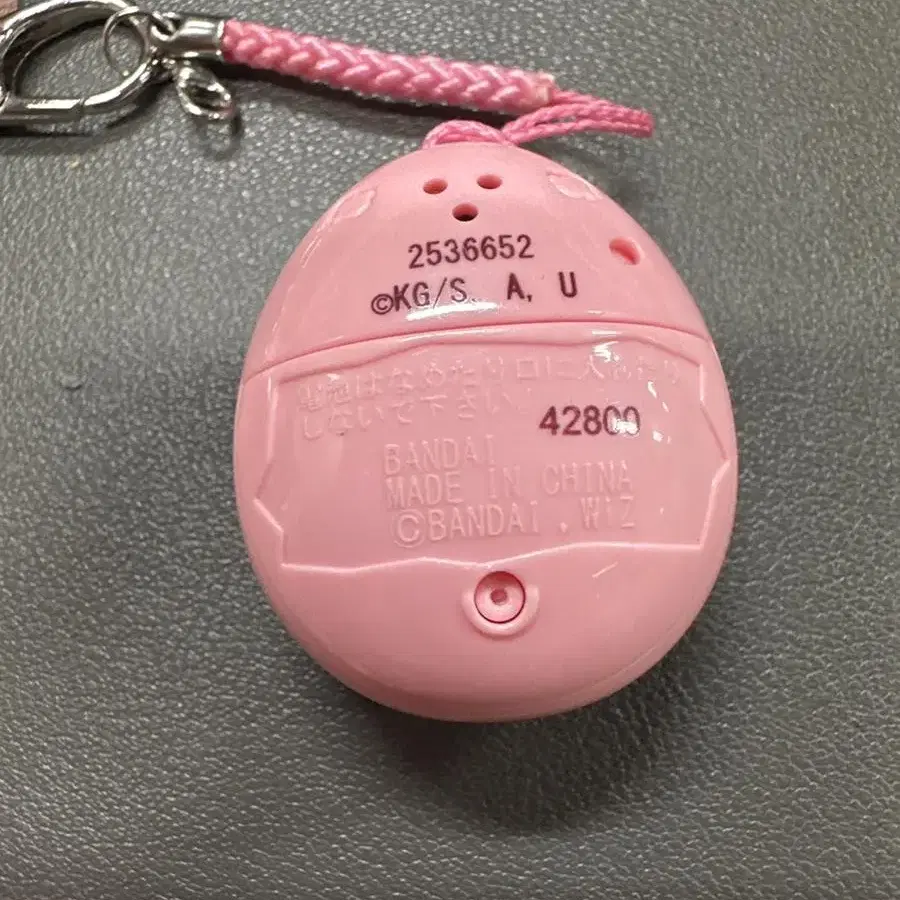 2536652
©KG/S, A, U
電池はなめたり口に入れたり
しないで下さい
42800
BANDAI
MADE IN CHINA
©BANDAI, WiZ